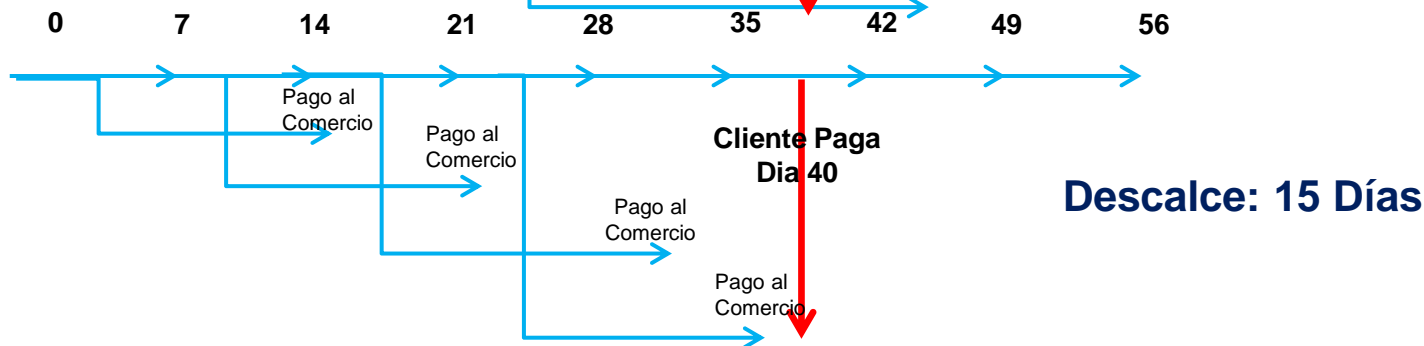 0 7 14 21 28 35 42 49 56
Pago al
Comercio
Pago al
Comercio
Cliente Paga
Dia 40
Descalce: 15 Días
Pago al
Comercio
Pago al
Comercio